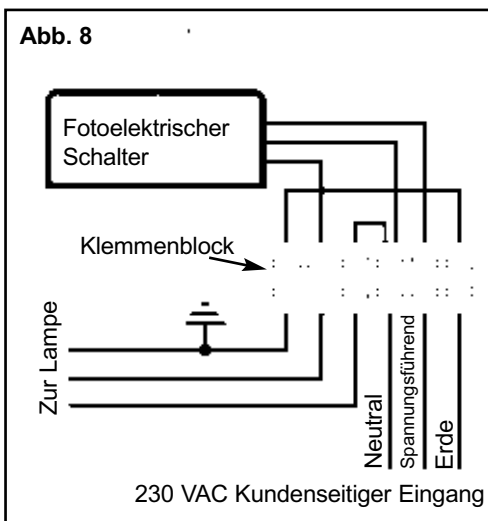 Abb. 8
Fotoelektrischer
Schalter
Klemmenblock
Zur Lampe
Neutral
Spannungsführend
Erde
230 VAC Kundenseitiger Eingang